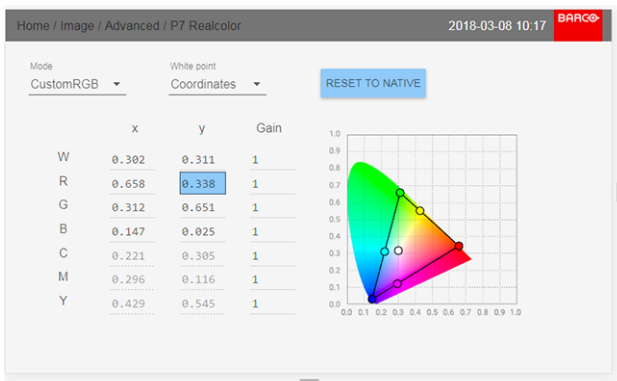 Home / Image / Advanced / P7 Realcolor 2018-03-08 10:17 BARCO
Mode White point
CustomRGB Coordinates RESET TO NATIVE
x y Gain
W 0.302 0.311 1
R 0.658 0.338 1
G 0.312 0.651 1
B 0.147 0.025 1
C 0.221 0.305 1
M 0.296 0.116 1
Y 0.429 0.545 1
1.0
0.9
0.8
0.7
0.6
0.5
0.4
0.3
0.2
0.1
0.0
0.0 0.1 0.2 0.3 0.4 0.5 0.6 0.7 0.8 0.9 1.0